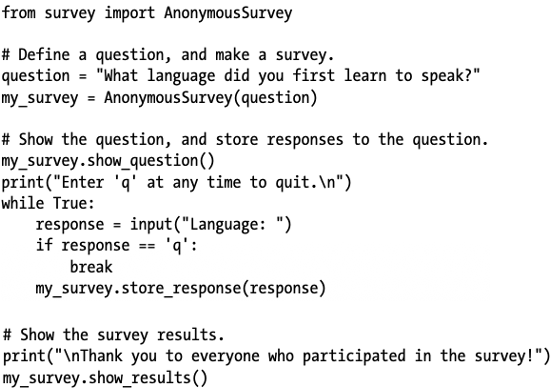 from survey import AnonymousSurvey

# Define a question, and make a survey.
question = "What language did you first learn to speak?"
my_survey = AnonymousSurvey(question)

# Show the question, and store responses to the question.
my_survey.show_question()
print("Enter 'q' at any time to quit.\n")
while True:
    response = input("Language: ")
    if response == 'q':
        break
    my_survey.store_response(response)

# Show the survey results.
print("\nThank you to everyone who participated in the survey!")
my_survey.show_results()